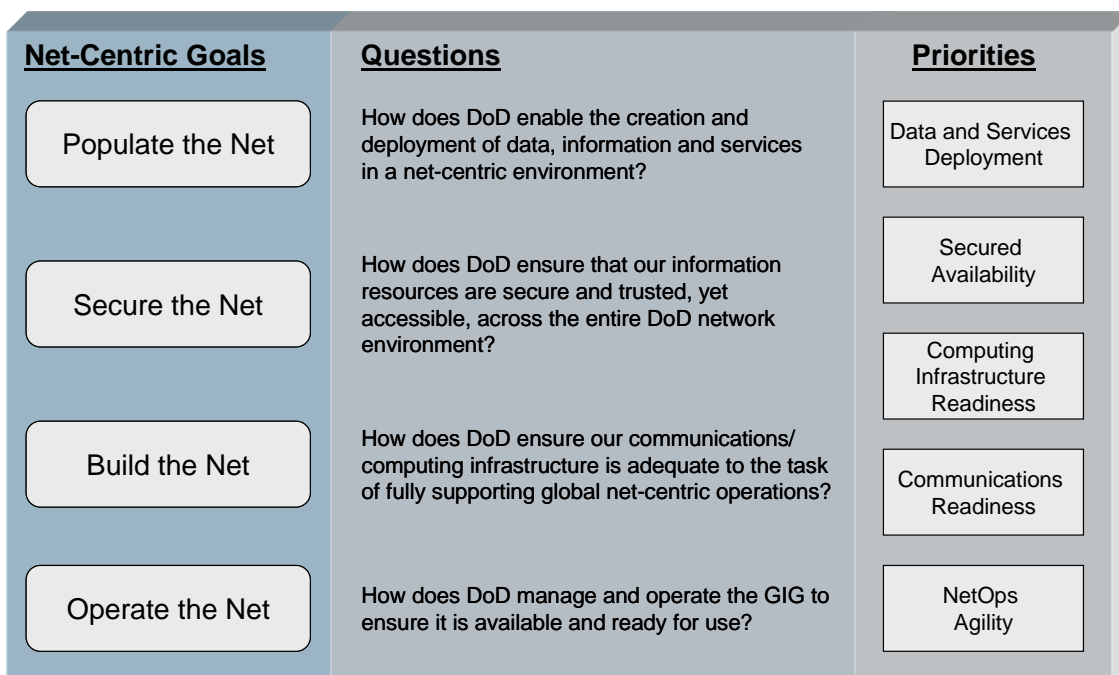 Net-Centric Goals
Questions
Priorities
Populate the Net
How does DoD enable the creation and
deployment of data, information and services
in a net-centric environment?
Data and Services
Deployment
Secure the Net
How does DoD ensure that our information
resources are secure and trusted, yet
accessible, across the entire DoD network
environment?
Secured
Availability
Computing
Infrastructure
Readiness
Build the Net
How does DoD ensure our communications/
computing infrastructure is adequate to the task
of fully supporting global net-centric operations?
Communications
Readiness
Operate the Net
How does DoD manage and operate the GIG to
ensure it is available and ready for use?
NetOps
Agility